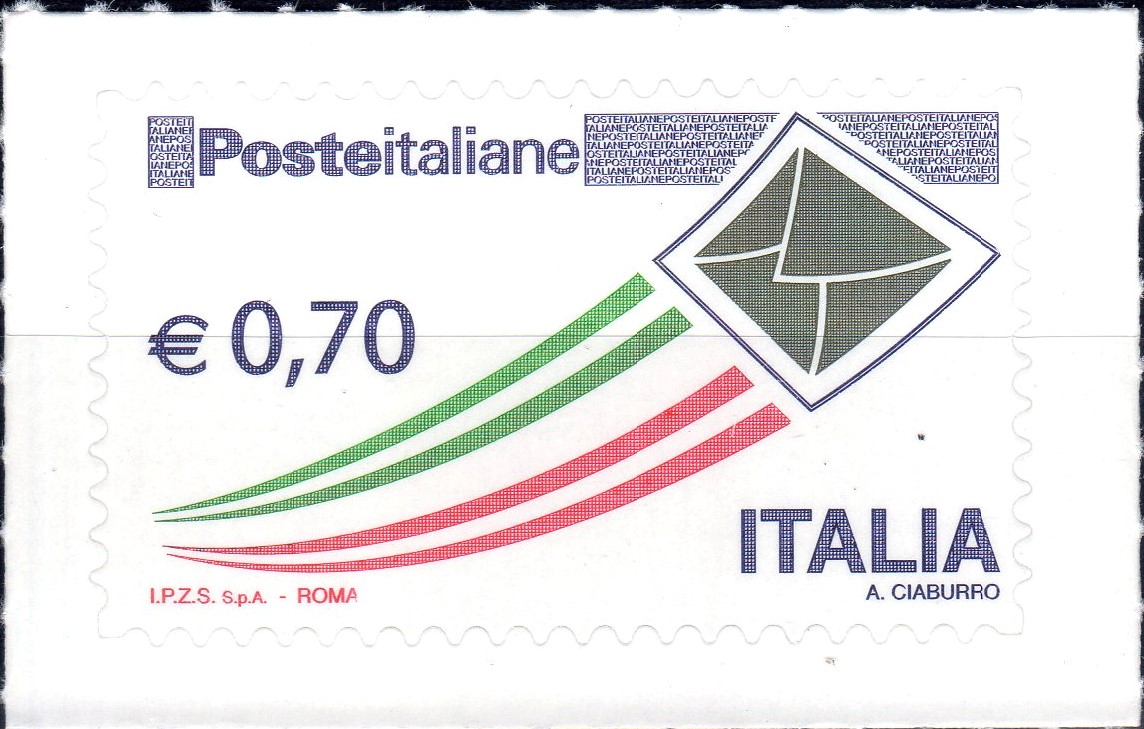 Posteitaliane
€ 0,70
ITALIA
I.P.Z.S. S.p.A. - ROMA
A. CIABURRO